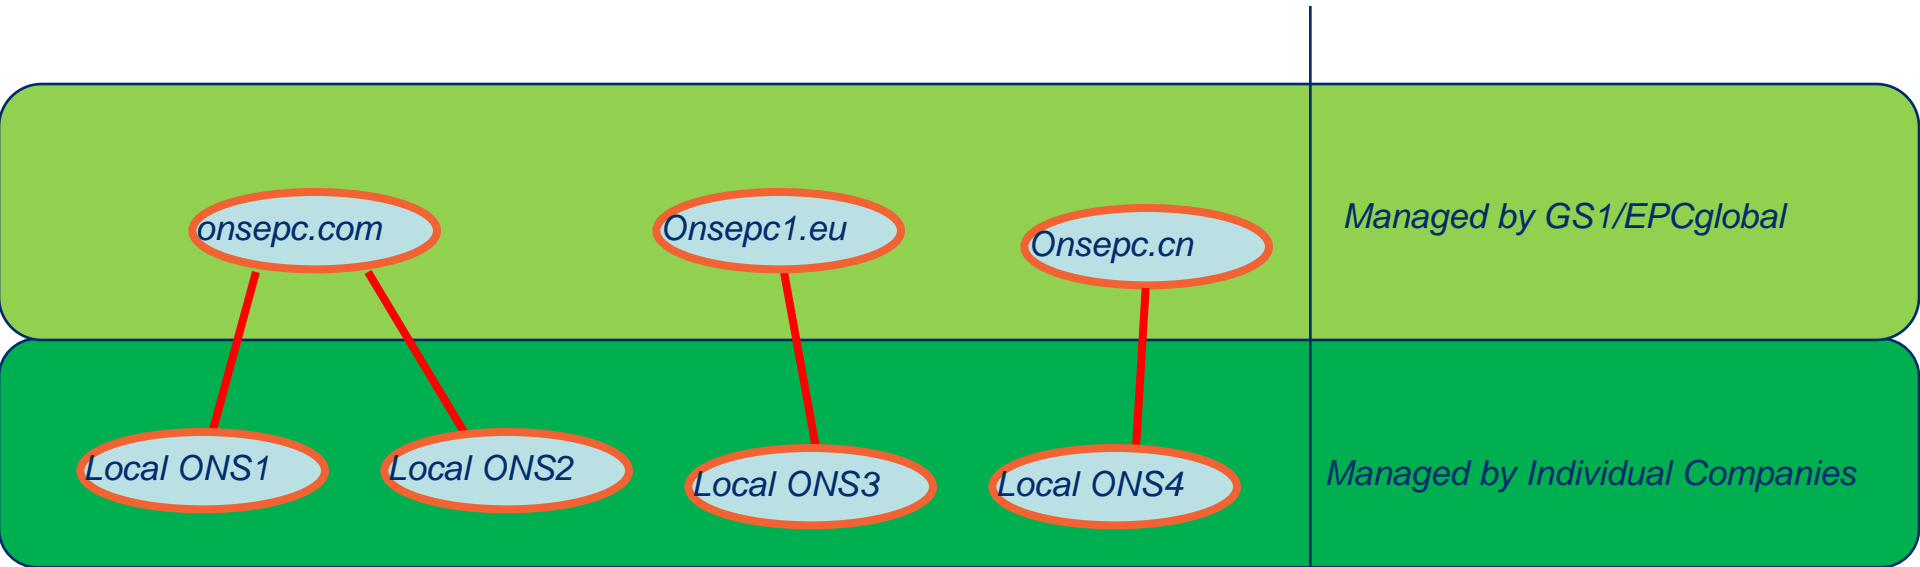 onsepc.com
Onsepc1.eu
Onsepc.cn
Managed by GS1/EPCglobal
Local ONS1
Local ONS2
Local ONS3
Local ONS4
Managed by Individual Companies